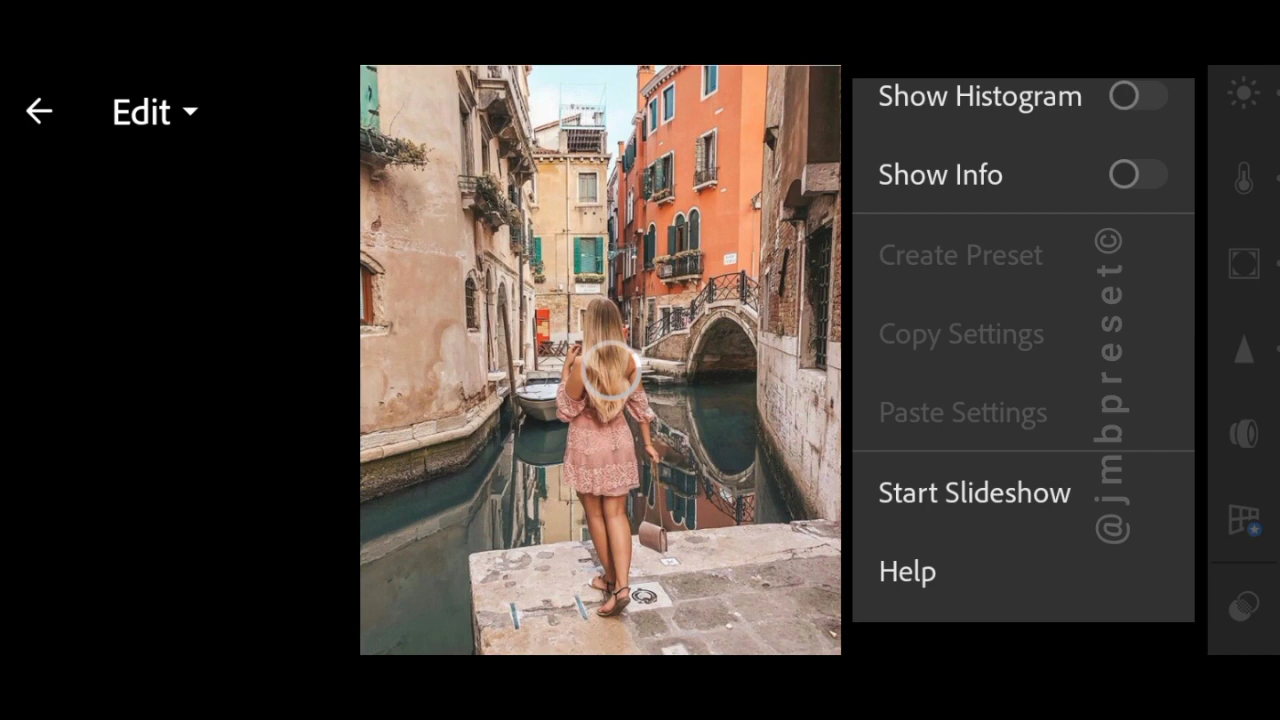 Edit
Show Histogram
Show Info
Create Preset
Copy Settings
Paste Settings
Start Slideshow
Help
@jmbpreset©